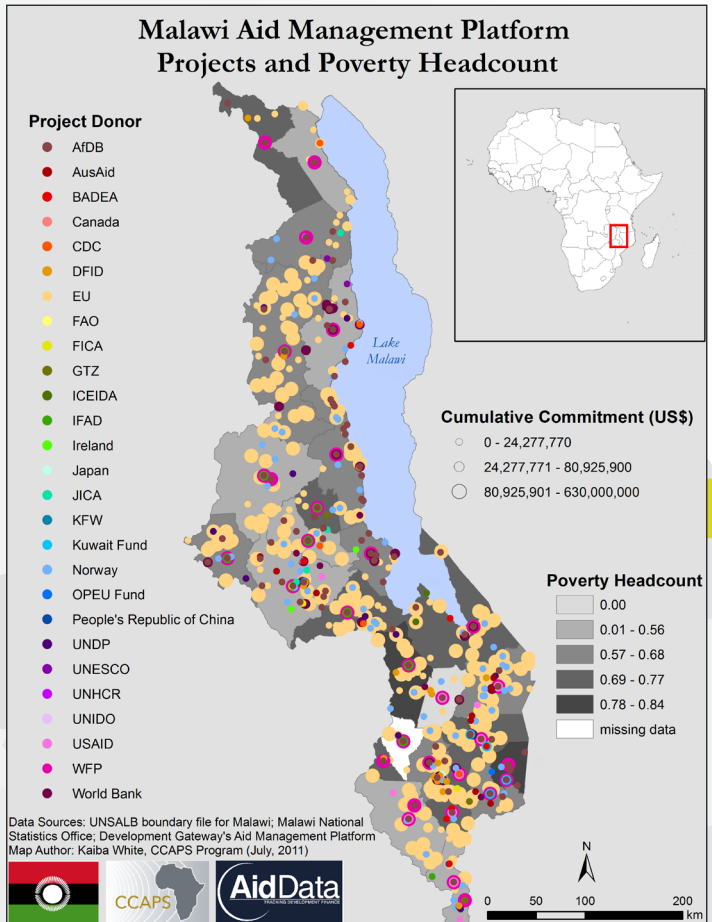 Malawi Aid Management Platform
Projects and Poverty Headcount
Project Donor
AfDB
AusAid
BADEA
Canada
CDC
DFID
EU
FAO
FICA
GTZ
ICEIDA
IFAD
Ireland
Japan
JICA
KFW
Kuwait Fund
Norway
OPEU Fund
People's Republic of China
UNDP
UNESCO
UNHCR
UNIDO
USAID
WFP
World Bank
Lake
Malawi
Cumulative Commitment (US$)
0 - 24,277,770
24,277,771 - 80,925,900
80,925,901 - 630,000,000
Poverty Headcount
0.00
0.01 - 0.56
0.57 - 0.68
0.69 - 0.77
0.78 - 0.84
missing data
Data Sources: UNSALB boundary file for Malawi; Malawi National
Statistics Office; Development Gateway's Aid Management Platform
Map Author: Kaiba White, CCAPS Program (July, 2011)
CCAPS
AidData
TRACKING DEVELOPMENT FINANCE
N
0 50 100 200
km